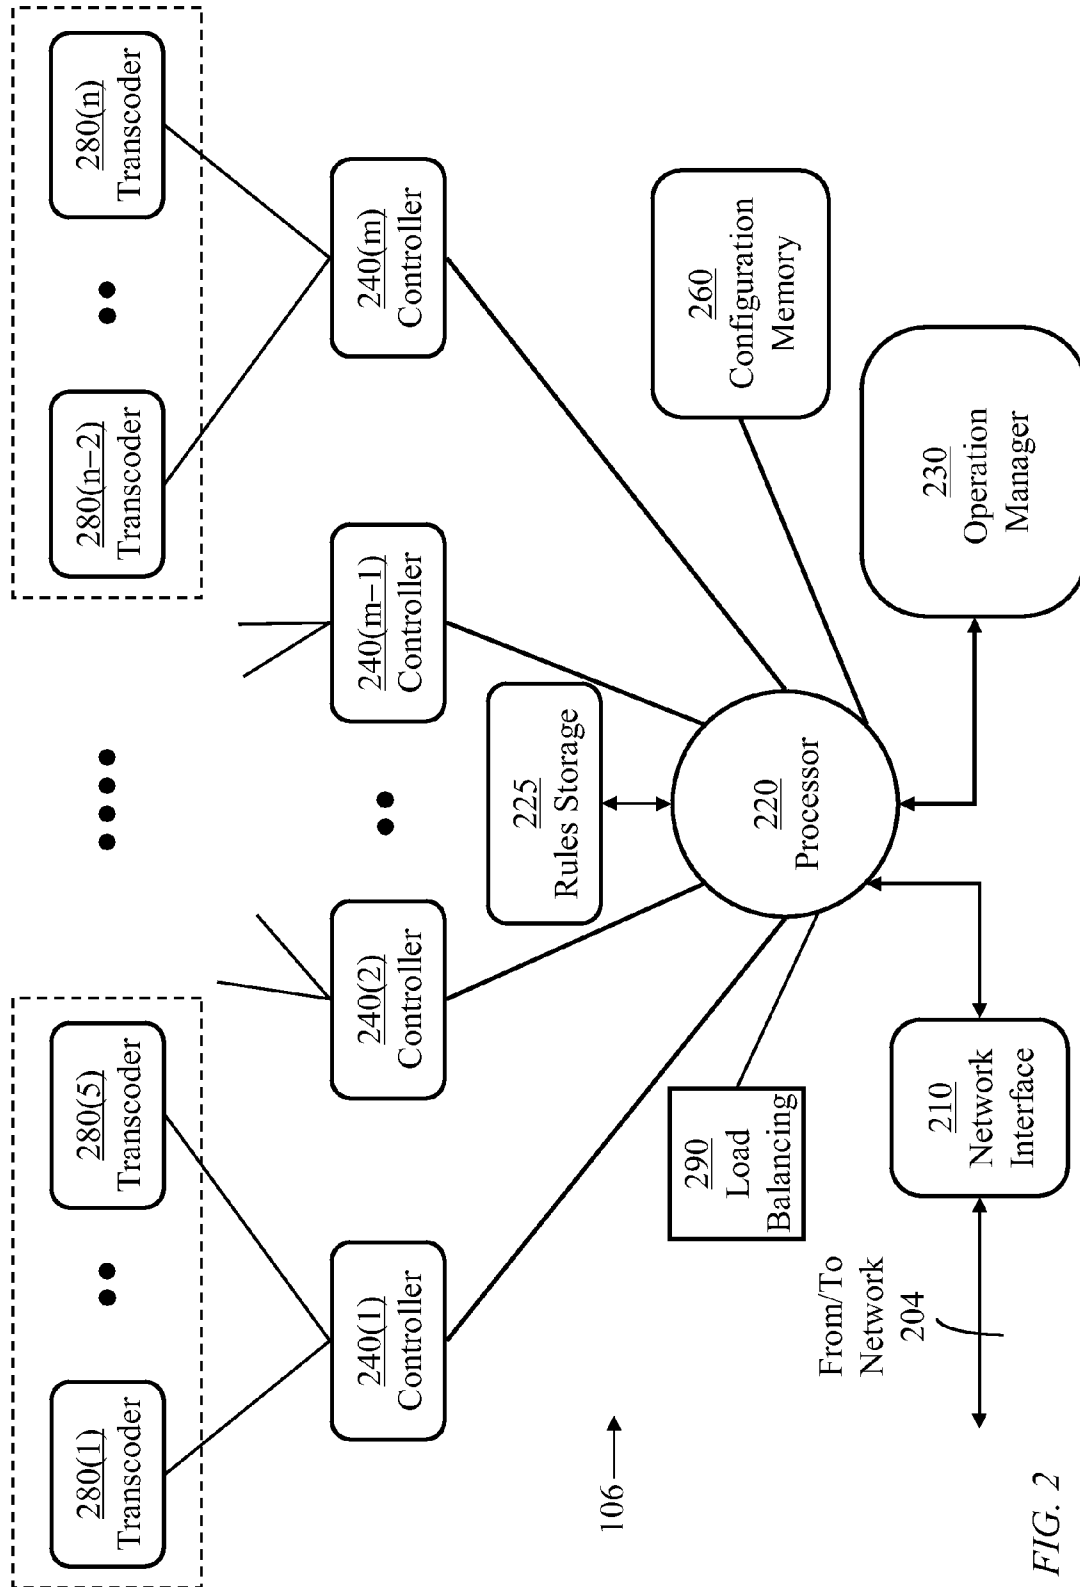 280(1)
Transcoder
280(5)
Transcoder
280(n–2)
Transcoder
280(n)
Transcoder
240(1)
Controller
240(2)
Controller
240(m–1)
Controller
240(m)
Controller
225
Rules Storage
106
290
Load
Balancing
220
Processor
260
Configuration
Memory
From/To
Network
204
210
Network
Interface
230
Operation
Manager
FIG. 2